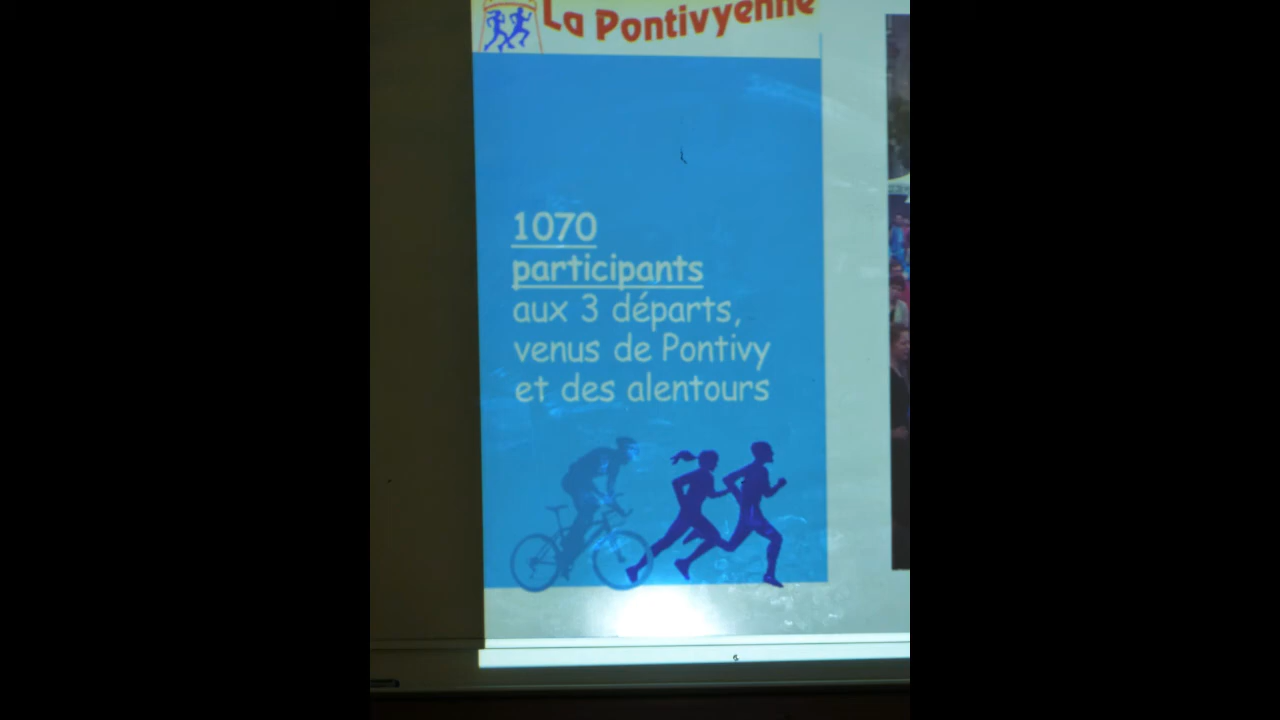 La Pontivyenne
1070
participants
aux 3 départs,
venus de Pontivy
et des alentours